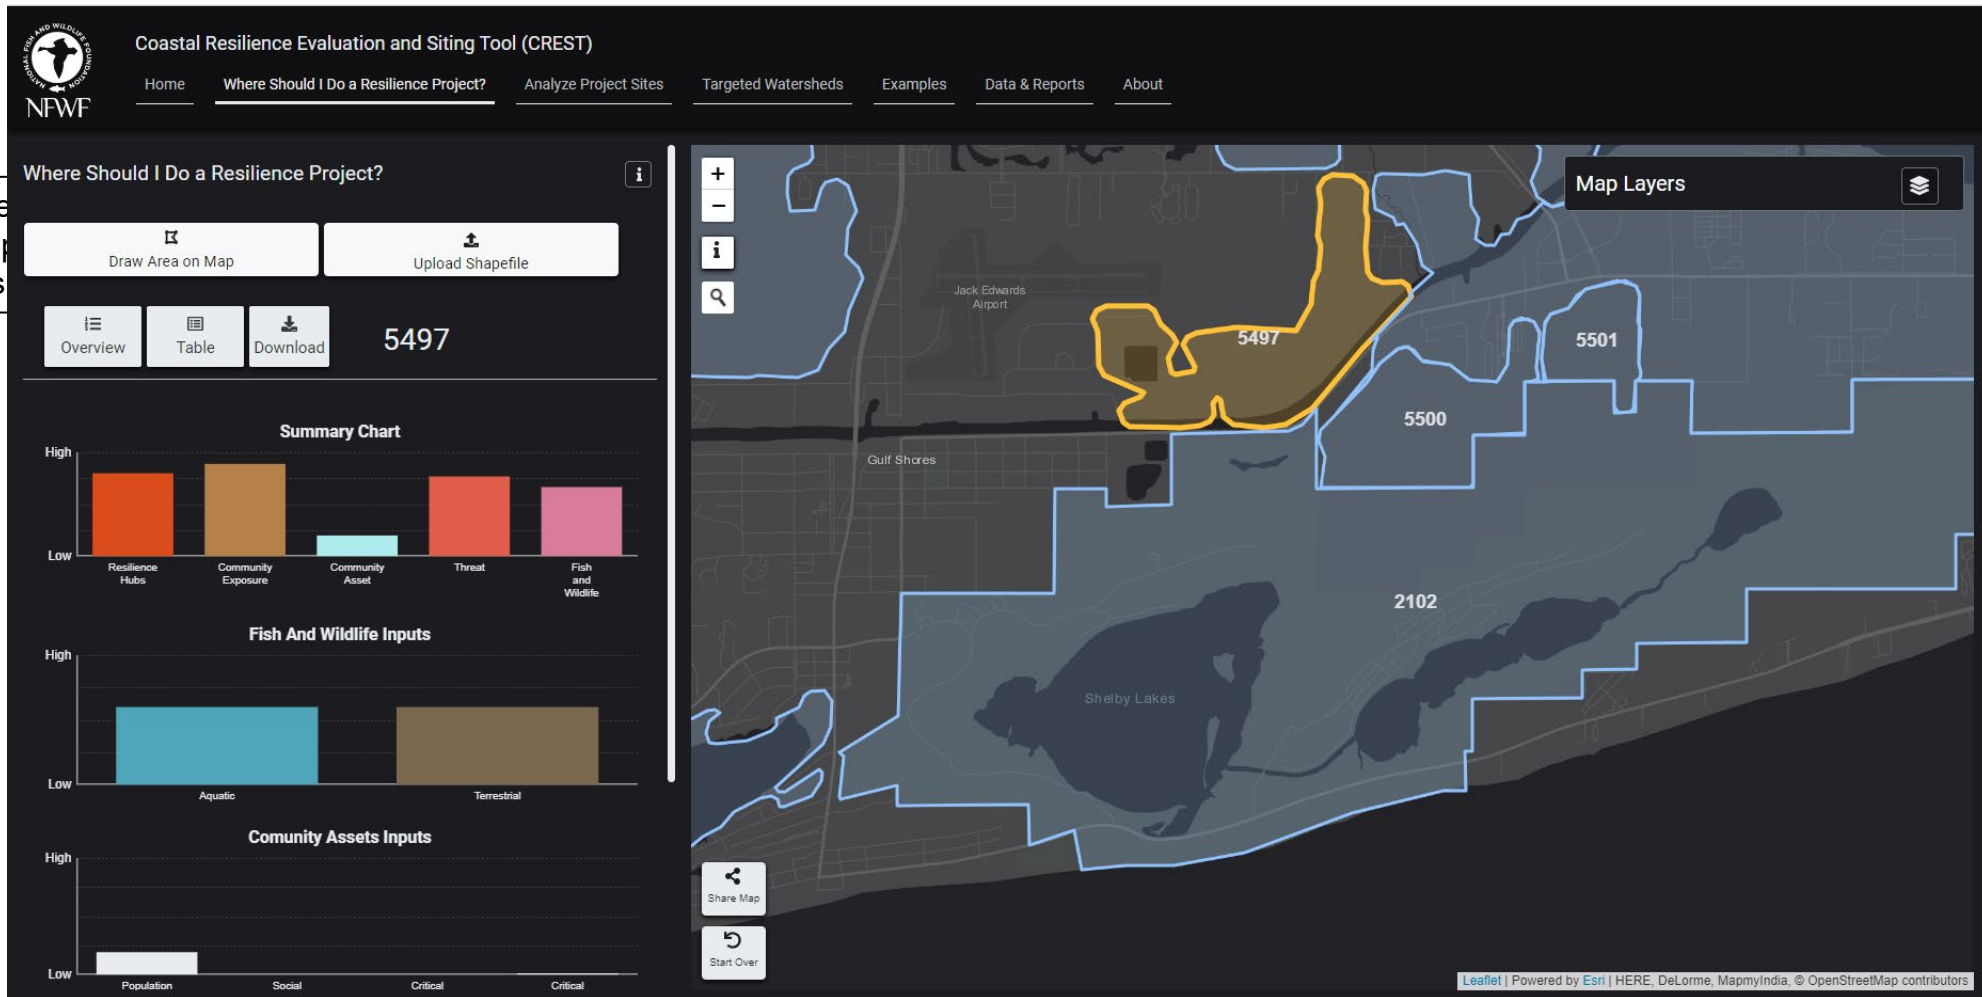 NATIONAL FISH AND WILDLIFE FOUNDATION
NFWF
Coastal Resilience Evaluation and Siting Tool (CREST)
Home
Where Should I Do a Resilience Project?
Analyze Project Sites
Targeted Watersheds
Examples
Data & Reports
About
Where Should I Do a Resilience Project?
i
Draw Area on Map
Upload Shapefile
Overview
Table
Download
5497
Summary Chart
High
Low
Resilience
Hubs
Community
Exposure
Community
Asset
Threat
Fish
and
Wildlife
Fish And Wildlife Inputs
High
Low
Aquatic
Terrestrial
Comunity Assets Inputs
High
Low
Population
Social
Critical
Critical
+
−
i
Map Layers
Jack Edwards
Airport
5497
5501
5500
Gulf Shores
2102
Shelby Lakes
Share Map
Start Over
Leaflet | Powered by Esri | HERE, DeLorme, MapmyIndia, © OpenStreetMap contributors